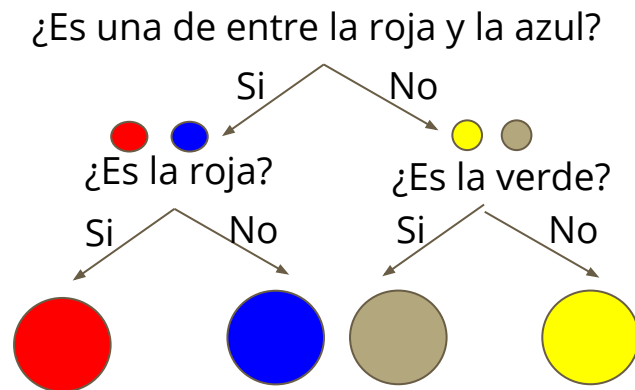 ¿Es una de entre la roja y la azul?
Si
No
¿Es la roja?
¿Es la verde?
Si
No
Si
No